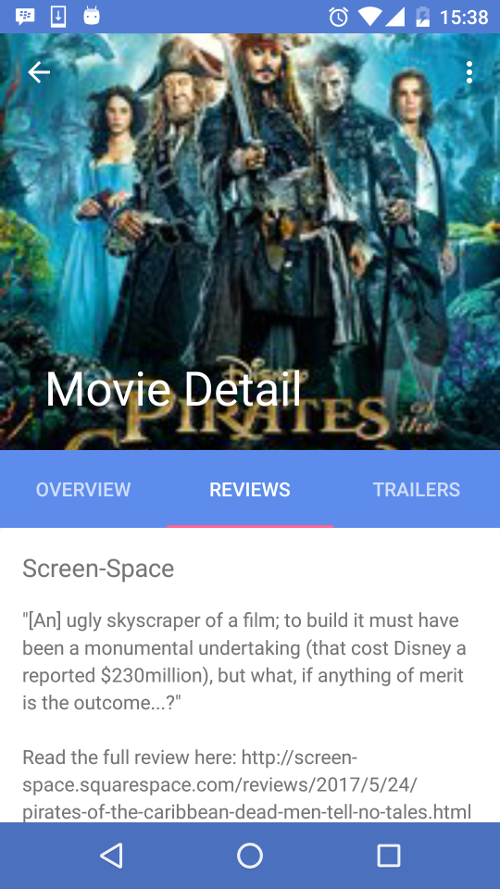 15:38
Movie Detail
Disney
PIRATES of the
OVERVIEW
REVIEWS
TRAILERS
Screen-Space
"[An] ugly skyscraper of a film; to build it must have
been a monumental undertaking (that cost Disney a
reported $230million), but what, if anything of merit
is the outcome...?"
Read the full review here: http://screen-
space.squarespace.com/reviews/2017/5/24/
pirates-of-the-caribbean-dead-men-tell-no-tales.html